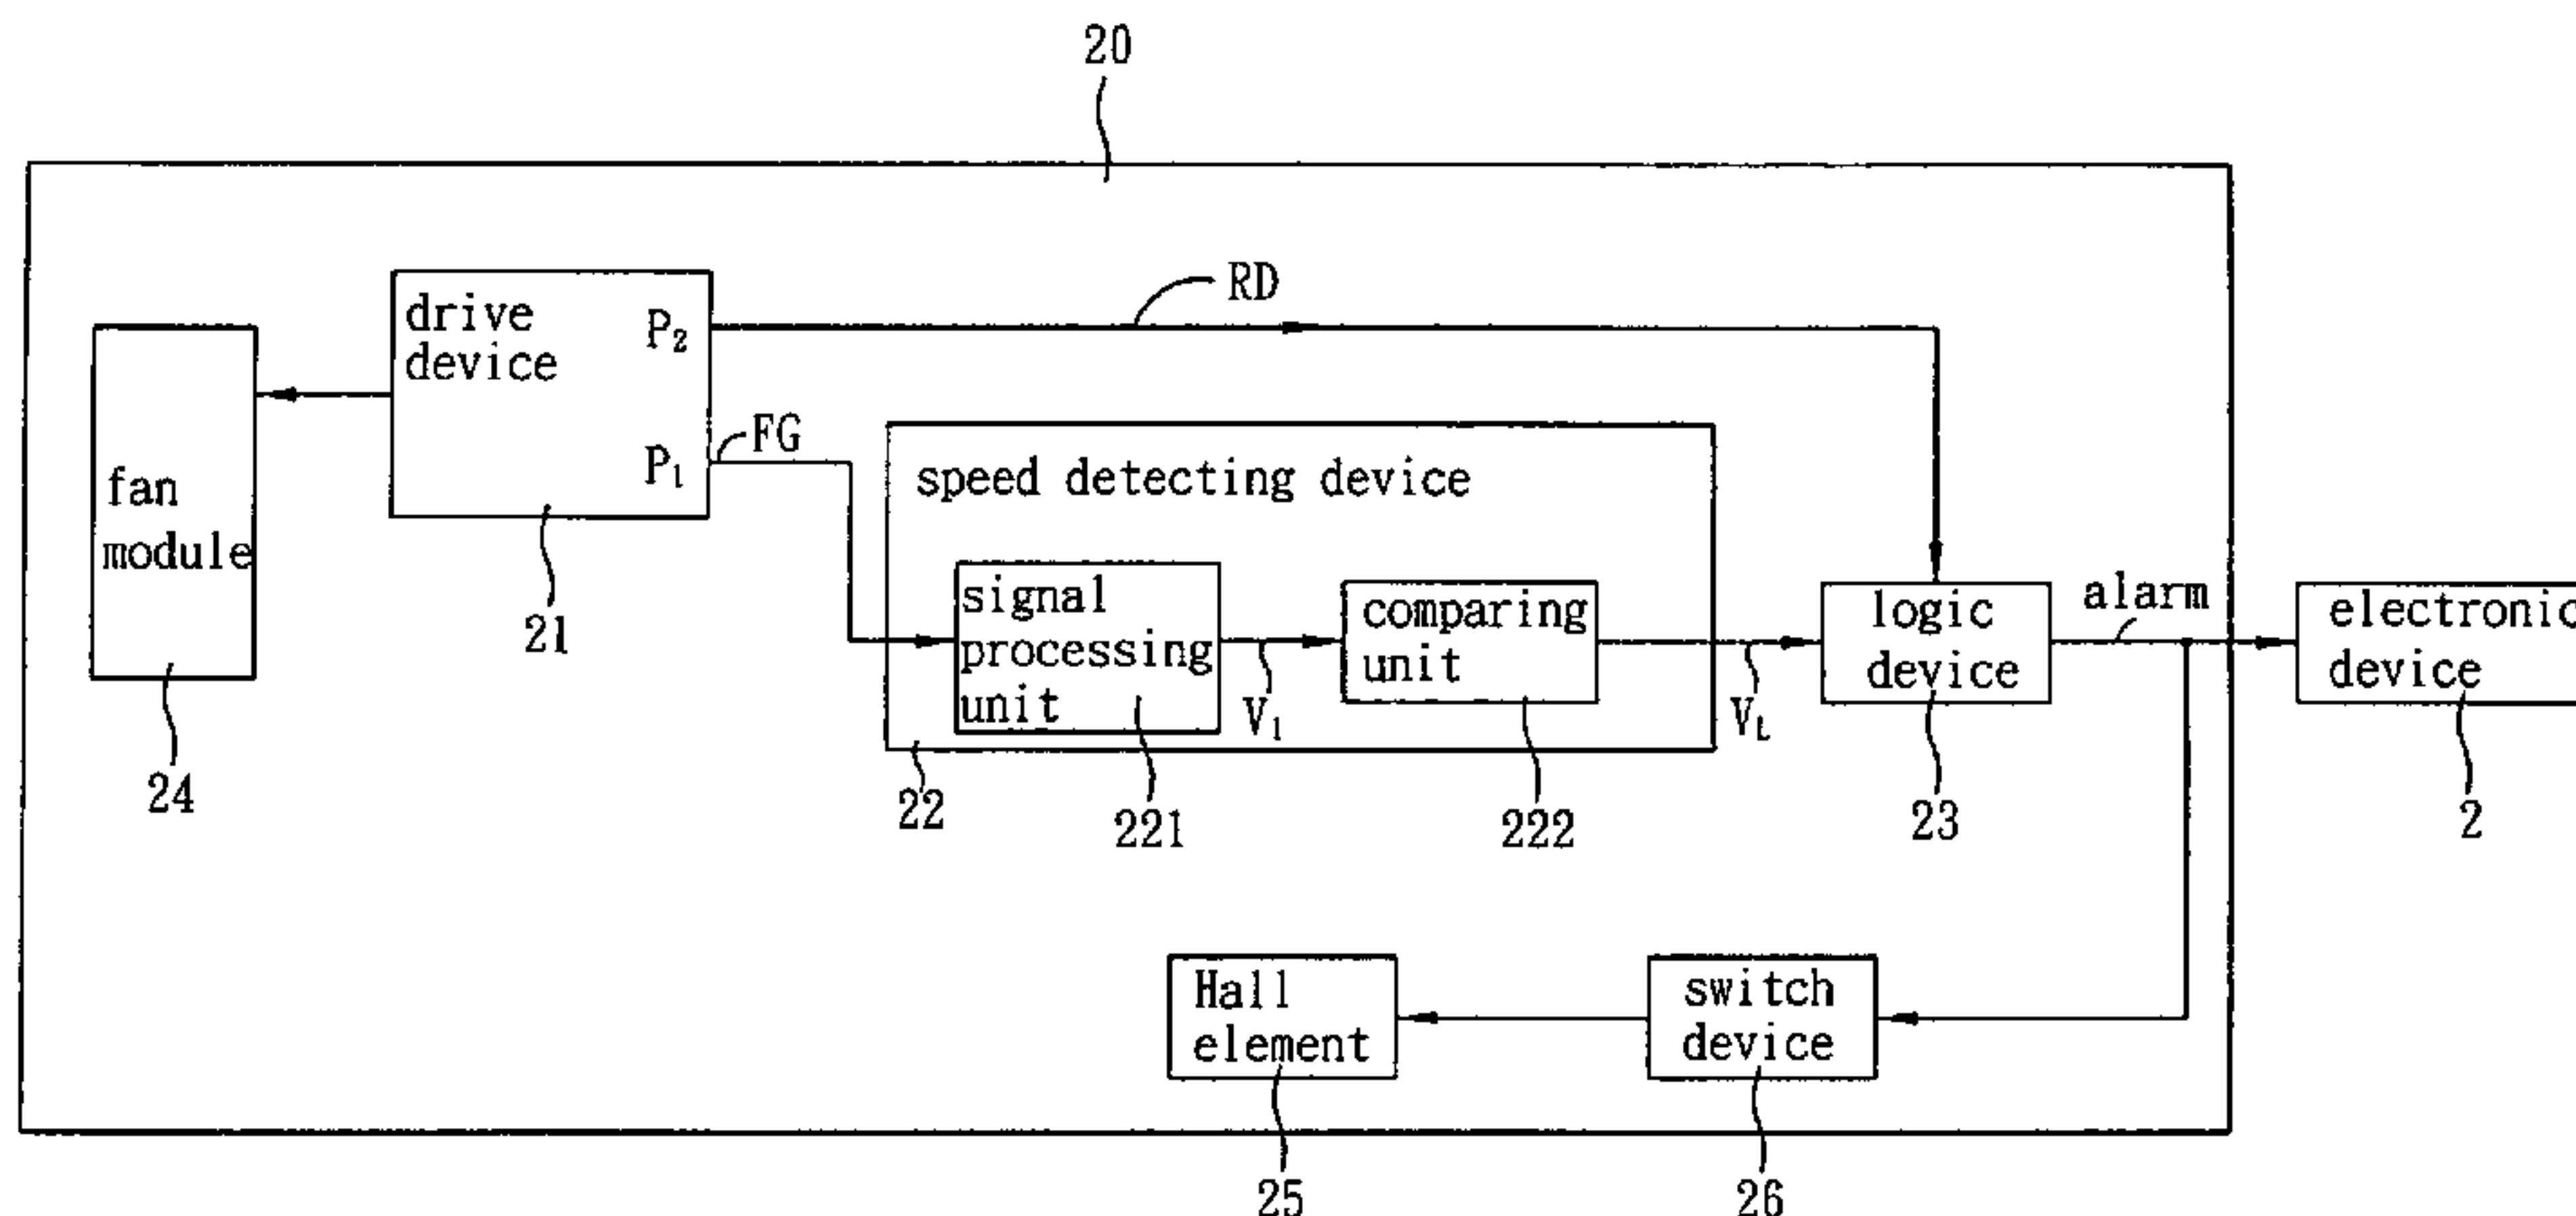 20
drive
device
P₂
RD
P₁
FG
fan
module
21
24
speed detecting device
signal
processing
unit
V₁
comparing
unit
Vₜ
logic
device
alarm
electronic
device
22
221
222
23
2
Hall
element
switch
device
25
26